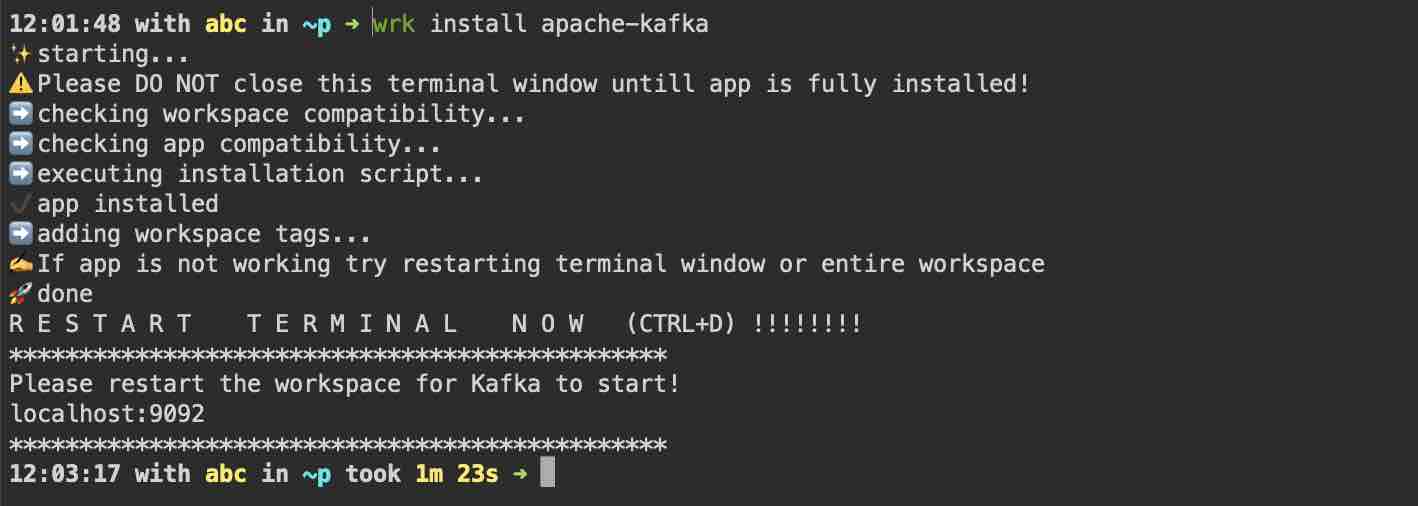 12:01:48 with abc in ~p ➜ wrk install apache-kafka
✨starting...
⚠️Please DO NOT close this terminal window untill app is fully installed!
➡️checking workspace compatibility...
➡️checking app compatibility...
➡️executing installation script...
✔️app installed
➡️adding workspace tags...
✍️If app is not working try restarting terminal window or entire workspace
🚀done
R E S T A R T   T E R M I N A L   N O W   (CTRL+D) !!!!!!!!
***********************************************
Please restart the workspace for Kafka to start!
localhost:9092
***********************************************
12:03:17 with abc in ~p took 1m 23s ➜